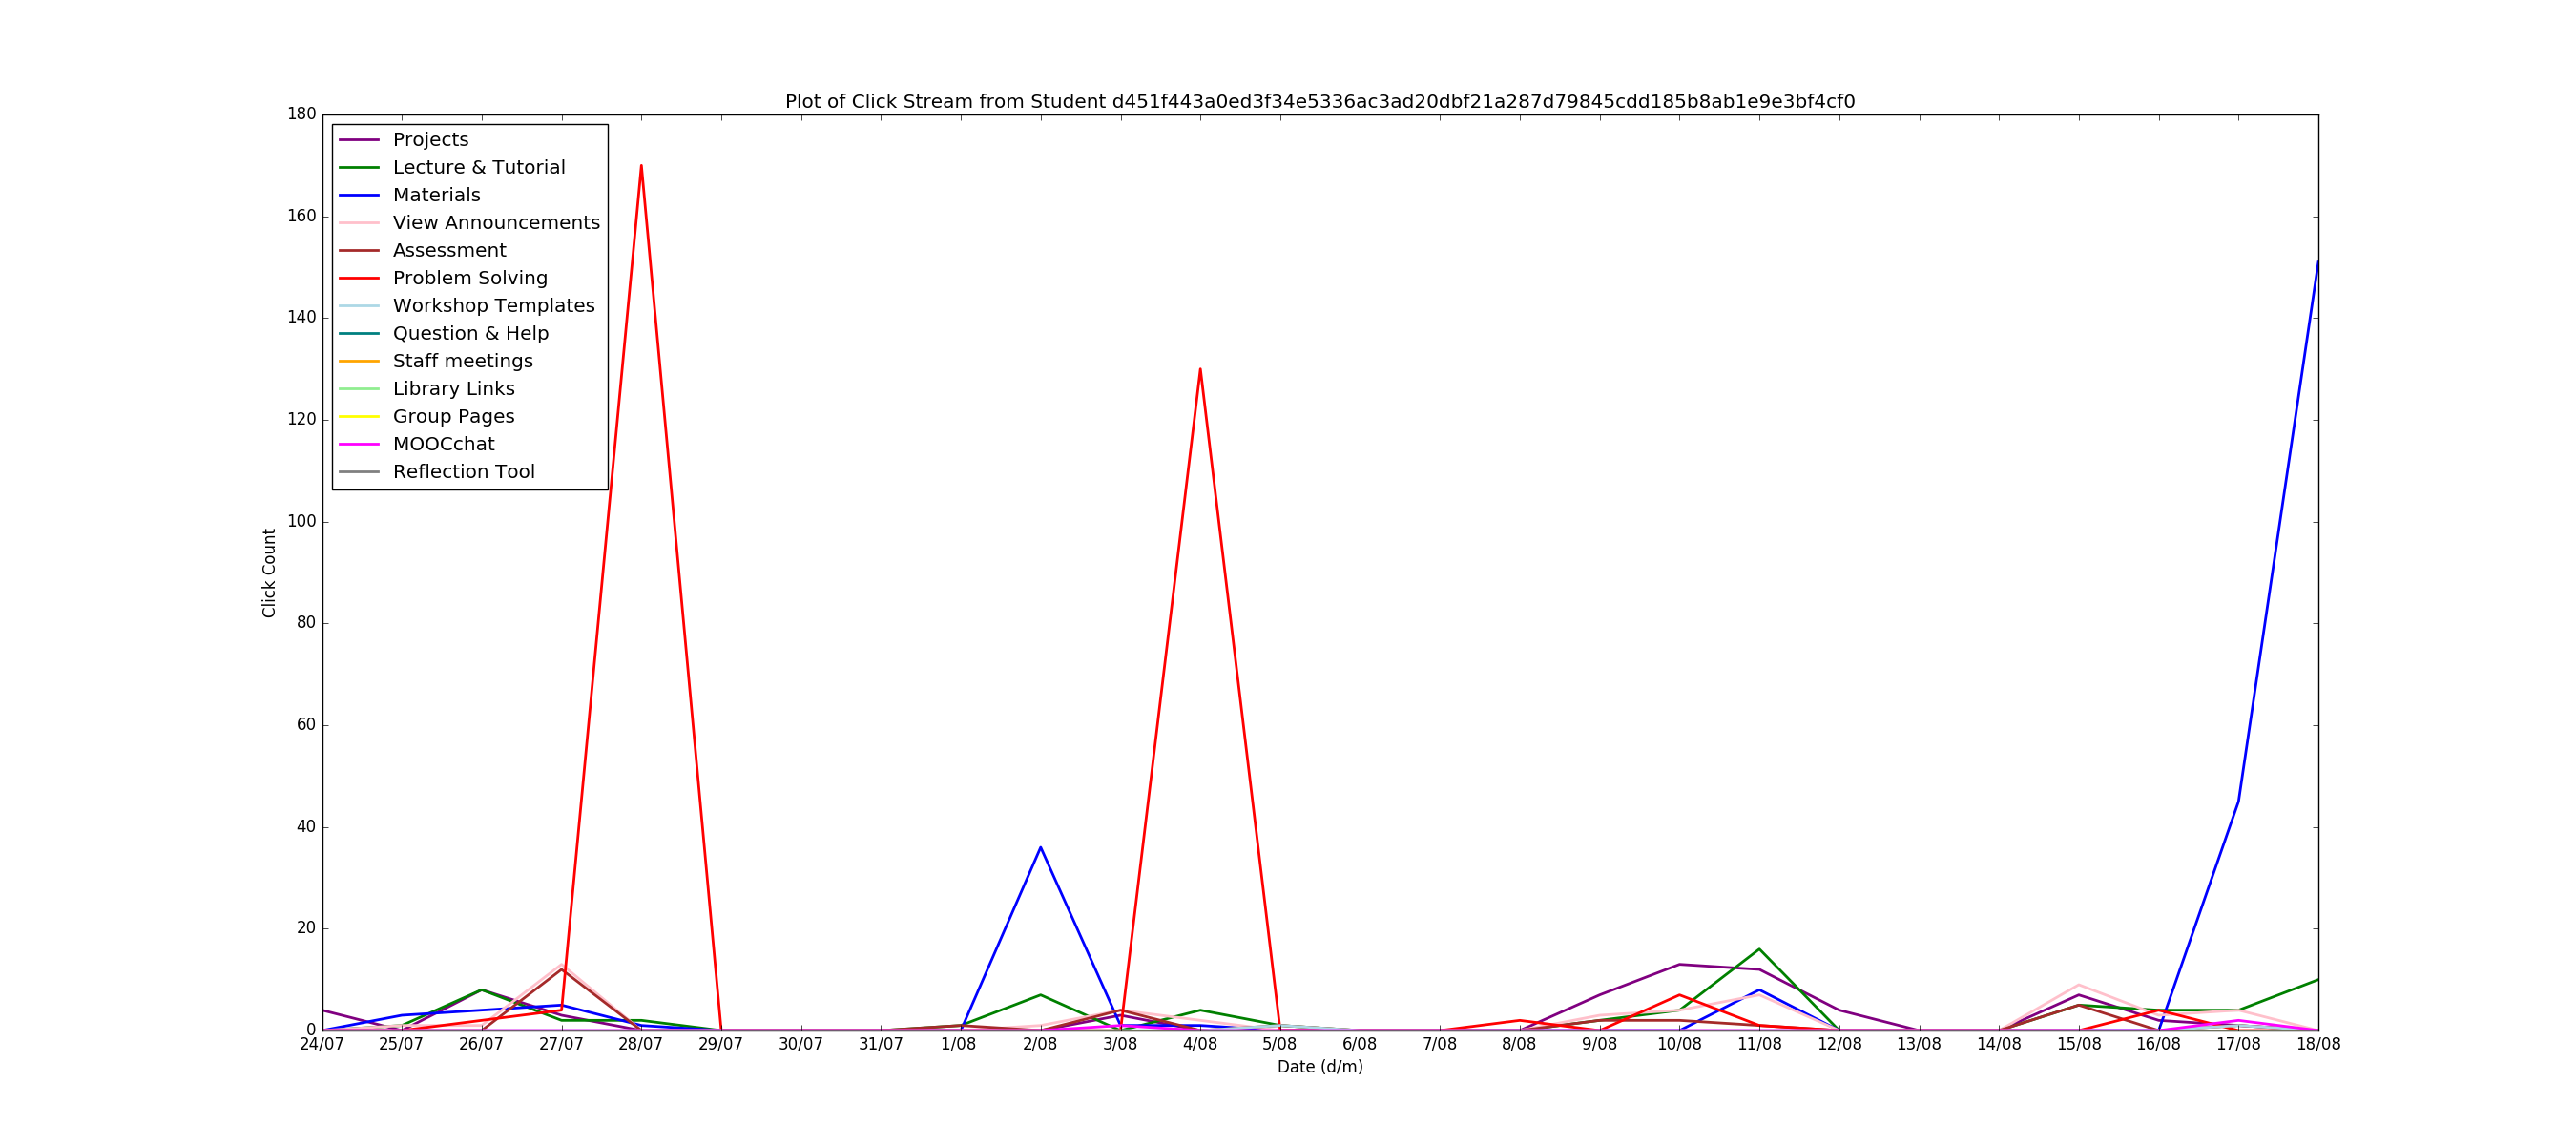 Plot of Click Stream from Student d451f443a0ed3f34e5336ac3ad20dbf21a287d79845cdd185b8ab1e9e3bf4cf0
180
160
140
120
100
80
60
40
20
0
Click Count
Projects
Lecture & Tutorial
Materials
View Announcements
Assessment
Problem Solving
Workshop Templates
Question & Help
Staff meetings
Library Links
Group Pages
MOOCchat
Reflection Tool
24/07 25/07 26/07 27/07 28/07 29/07 30/07 31/07 1/08 2/08 3/08 4/08 5/08 6/08 7/08 8/08 9/08 10/08 11/08 12/08 13/08 14/08 15/08 16/08 17/08 18/08
Date (d/m)